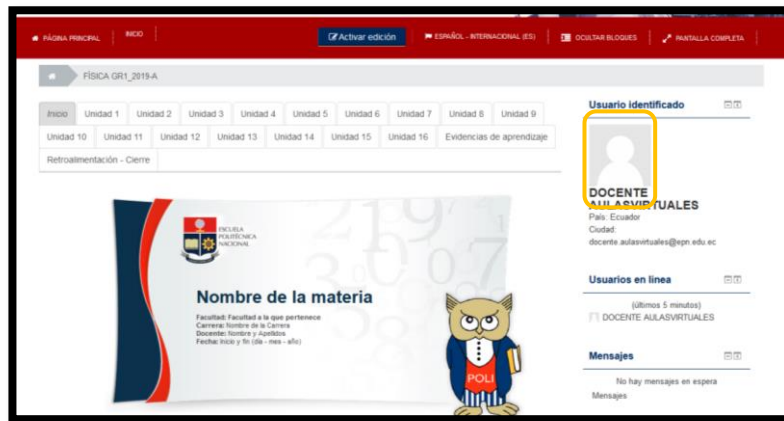 PÁGINA PRINCIPAL
INICIO
Activar edición
ESPAÑOL - INTERNACIONAL (ES)
OCULTAR BLOQUES
PANTALLA COMPLETA
FÍSICA GR1_2019-A
Inicio Unidad 1 Unidad 2 Unidad 3 Unidad 4 Unidad 5 Unidad 6 Unidad 7 Unidad 8 Unidad 9
Unidad 10 Unidad 11 Unidad 12 Unidad 13 Unidad 14 Unidad 15 Unidad 16 Evidencias de aprendizaje
Retroalimentación - Cierre
ESCUELA
POLITÉCNICA
NACIONAL
Nombre de la materia
Facultad: Facultad a la que pertenece
Carrera: Nombre de la Carrera
Docente: Nombre y Apellidos
Fecha: Inicio y fin (día - mes - año)
POLI
Usuario identificado
DOCENTE
AULASVIRTUALES
País: Ecuador
Ciudad:
docente.aulasvirtuales@epn.edu.ec
Usuarios en línea
(últimos 5 minutos)
DOCENTE AULASVIRTUALES
Mensajes
No hay mensajes en espera
Mensajes